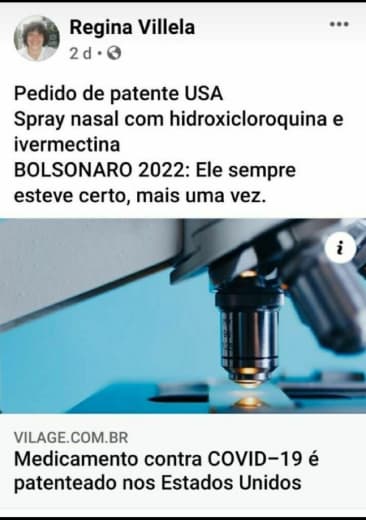 Regina Villela
2 d
Pedido de patente USA
Spray nasal com hidroxicloroquina e
ivermectina
BOLSONARO 2022: Ele sempre
esteve certo, mais uma vez.
i
VILAGE.COM.BR
Medicamento contra COVID-19 é
patenteado nos Estados Unidos